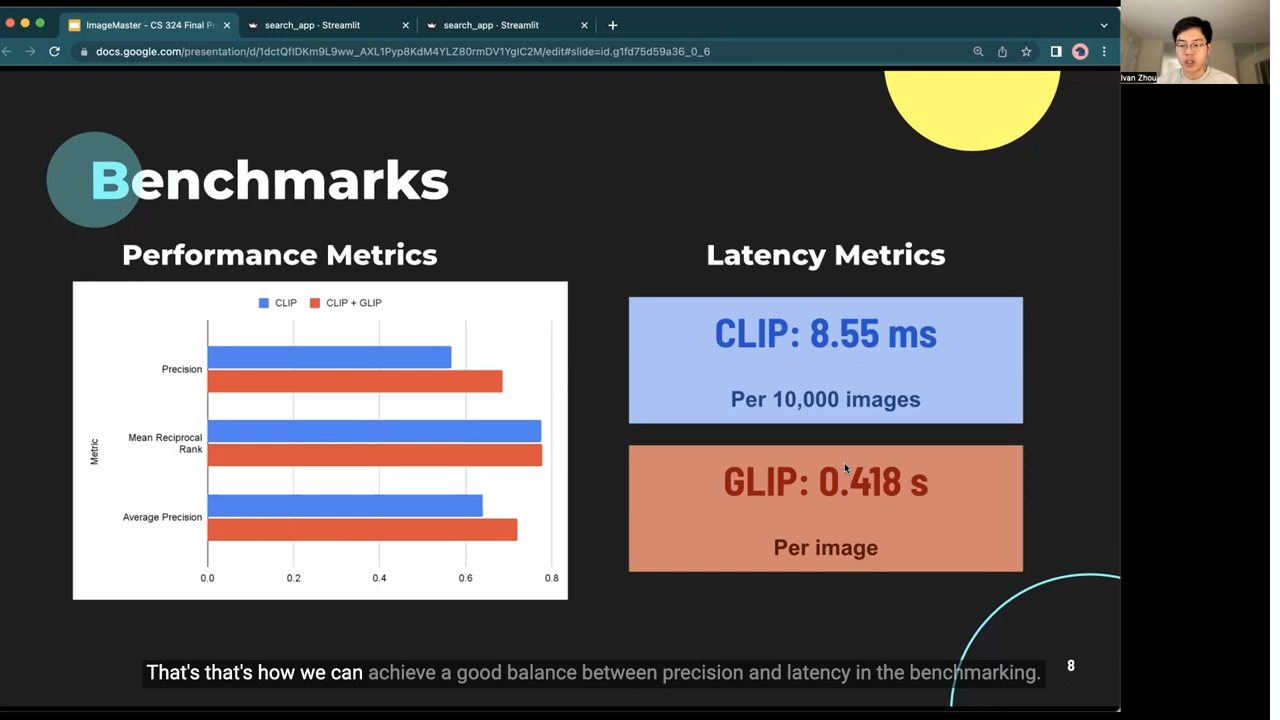 ImageMaster - CS 324 Final Pr
search_app · Streamlit
search_app · Streamlit
docs.google.com/presentation/d/1dctQfIDKm9L9ww_AXL1Pyp8KdM4YLZ80rmDV1YgIC2M/edit#slide=id.g1fd75d59a36_0_6
Ivan Zhou
Benchmarks
Performance Metrics
CLIP
CLIP + GLIP
Metric
Precision
Mean Reciprocal
Rank
Average Precision
0.0
0.2
0.4
0.6
0.8
Latency Metrics
CLIP: 8.55 ms
Per 10,000 images
GLIP: 0.418 s
Per image
That's that's how we can achieve a good balance between precision and latency in the benchmarking.
8